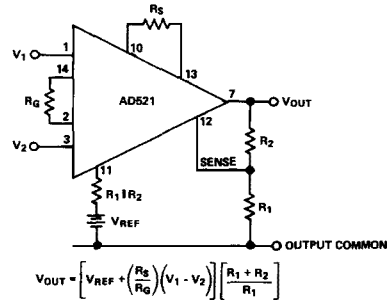 RS
10
V1
1
14
13
RG
AD521
7
VOUT
2
12
R2
V2
3
SENSE
11
R1 ∥ R2
R1
VREF
OUTPUT COMMON
VOUT = [VREF + (RS/RG)(V1 - V2)] [R1 + R2/R1]